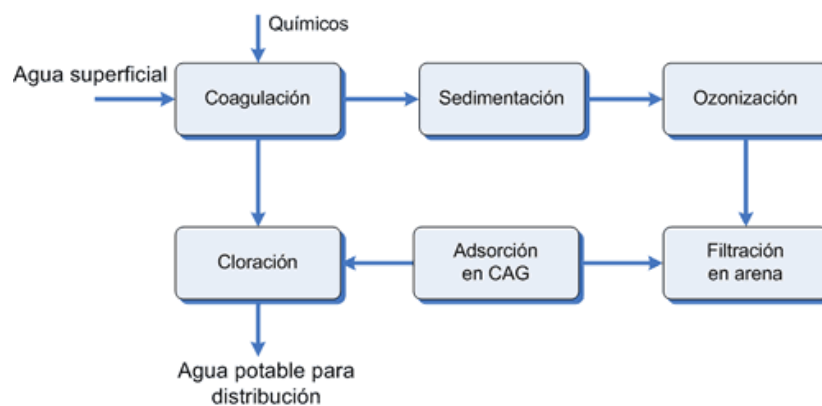 Químicos
Agua superficial
Coagulación
Sedimentación
Ozonización
Cloración
Adsorción
en CAG
Filtración
en arena
Agua potable para
distribución